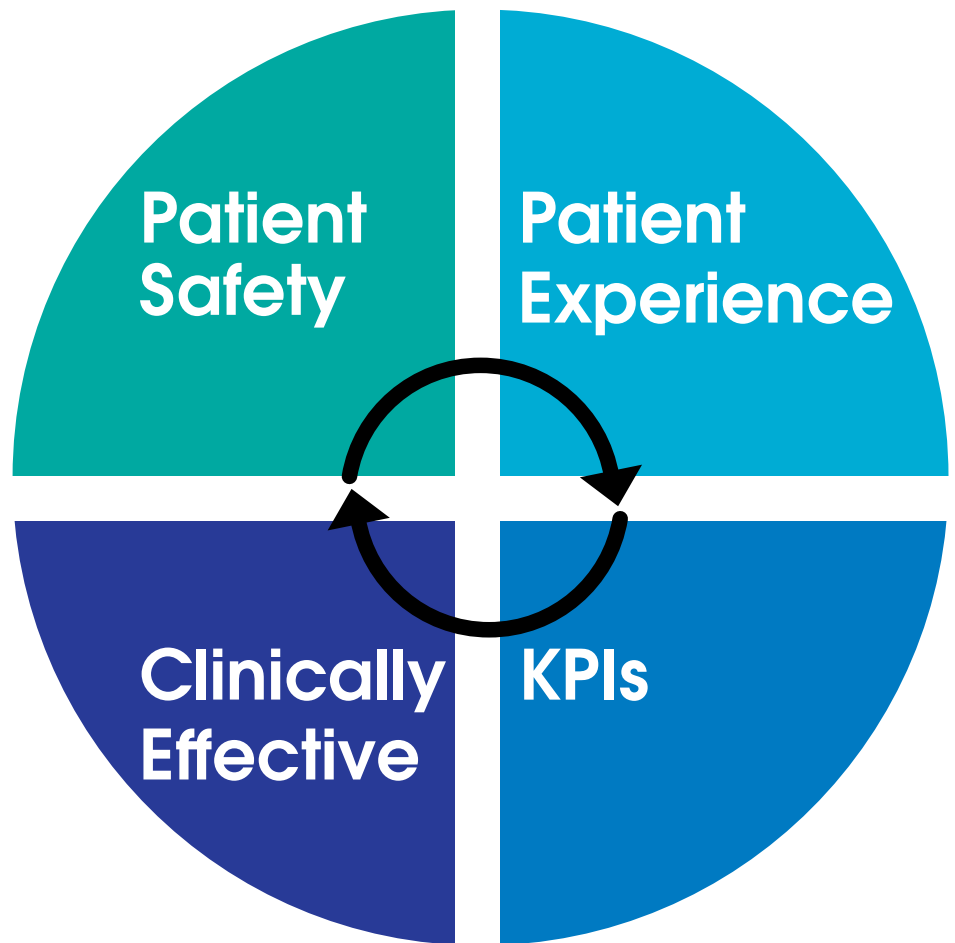 Patient
Safety
Patient
Experience
Clinically
Effective
KPIs